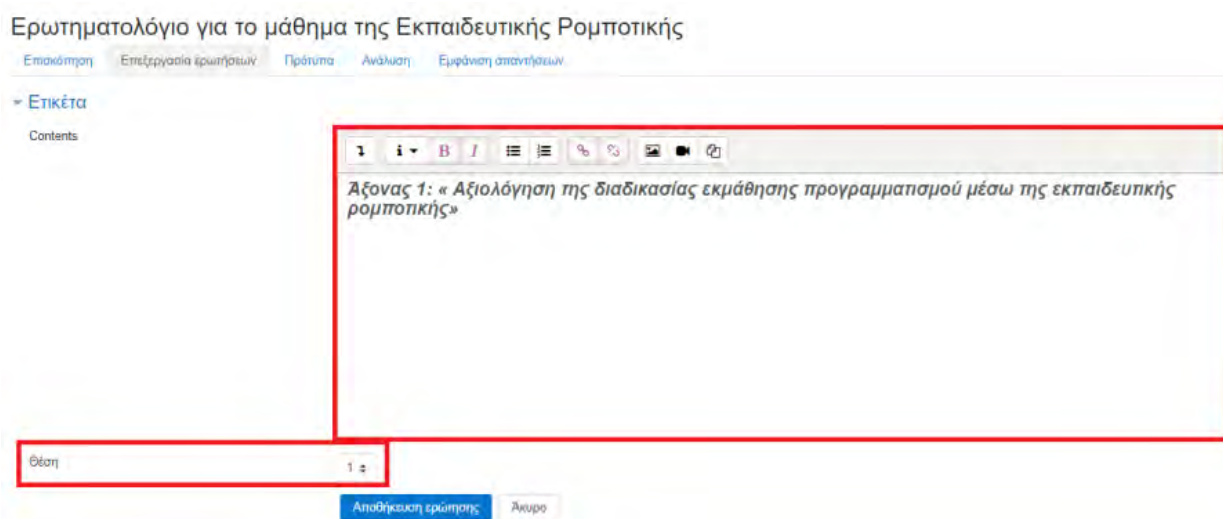 Ερωτηματολόγιο για το μάθημα της Εκπαιδευτικής Ρομποτικής
Επισκόπηση Επεξεργασία ερωτήσεων Πρότυπα Ανάλυση Εμφάνιση απαντήσεων
Ετικέτα
Contents
Άξονας 1: « Αξιολόγηση της διαδικασίας εκμάθησης προγραμματισμού μέσω της εκπαιδευτικής
ρομποτικής»
Θέση
1
Αποθήκευση ερώτησης Άκυρο